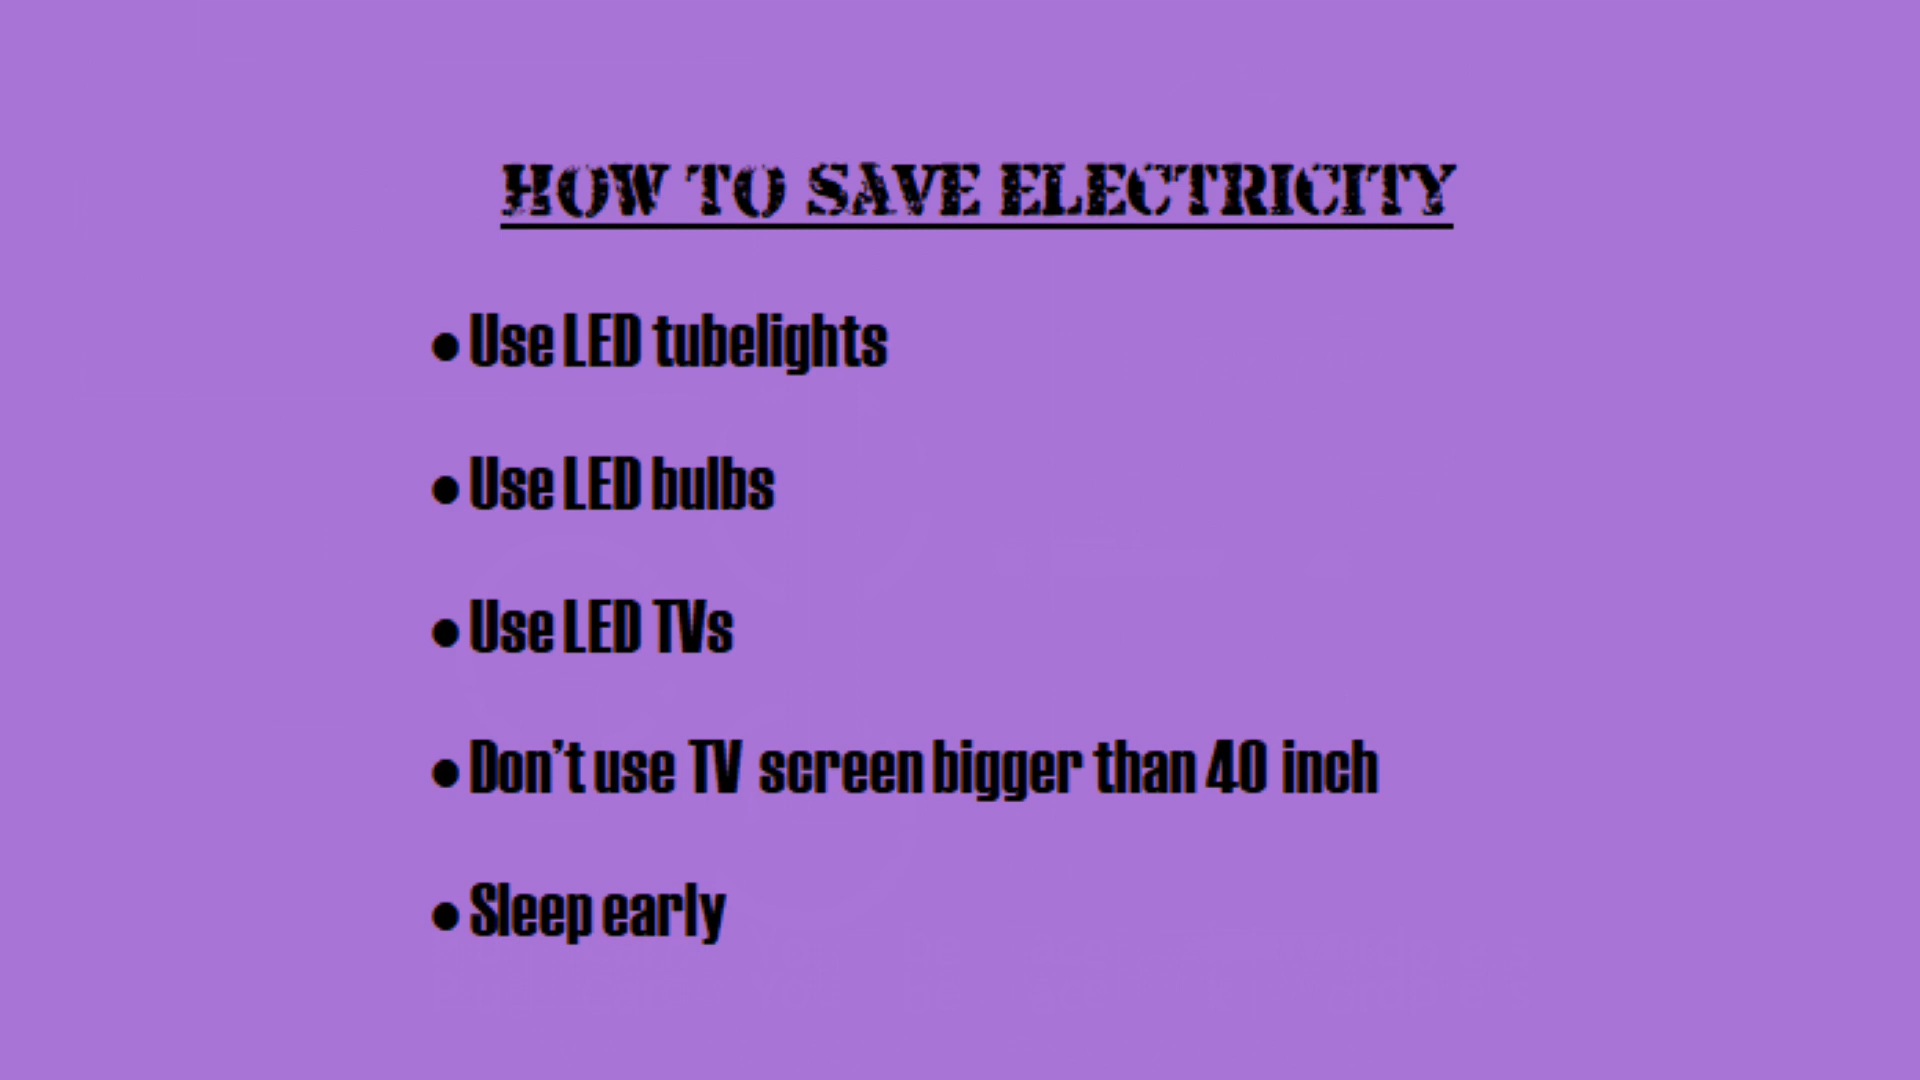 HOW TO SAVE ELECTRICITY
• Use LED tubelights
• Use LED bulbs
• Use LED TVs
• Don’t use TV screen bigger than 40 inch
• Sleep early